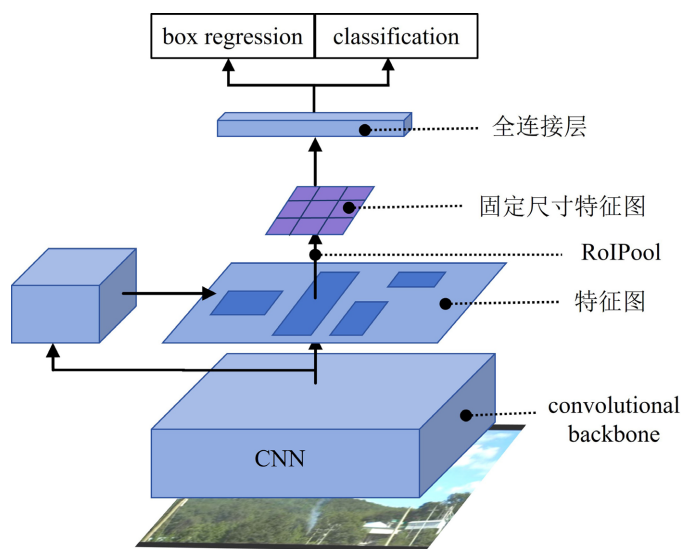 box regression
classification
全连接层
固定尺寸特征图
RoIPool
特征图
convolutional
backbone
CNN